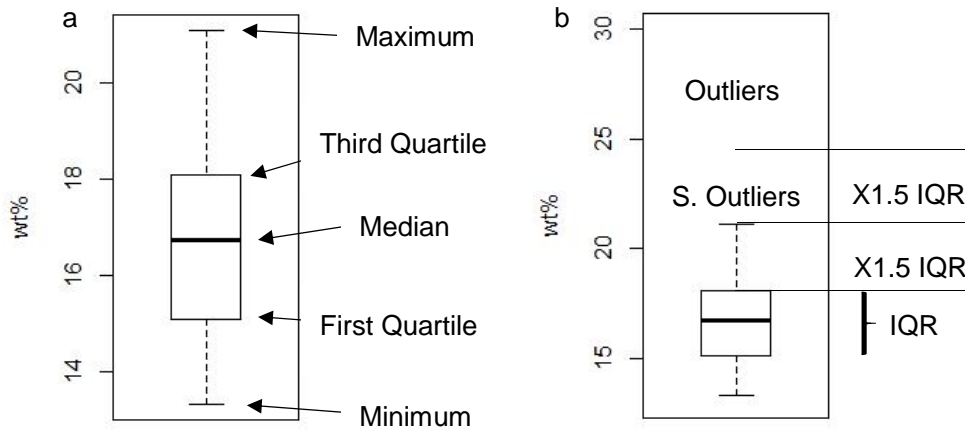 a
Maximum
20
Third Quartile
18
wt%
Median
16
First Quartile
14
Minimum
b
30
Outliers
25
S. Outliers
X1.5 IQR
wt%
20
X1.5 IQR
IQR
15